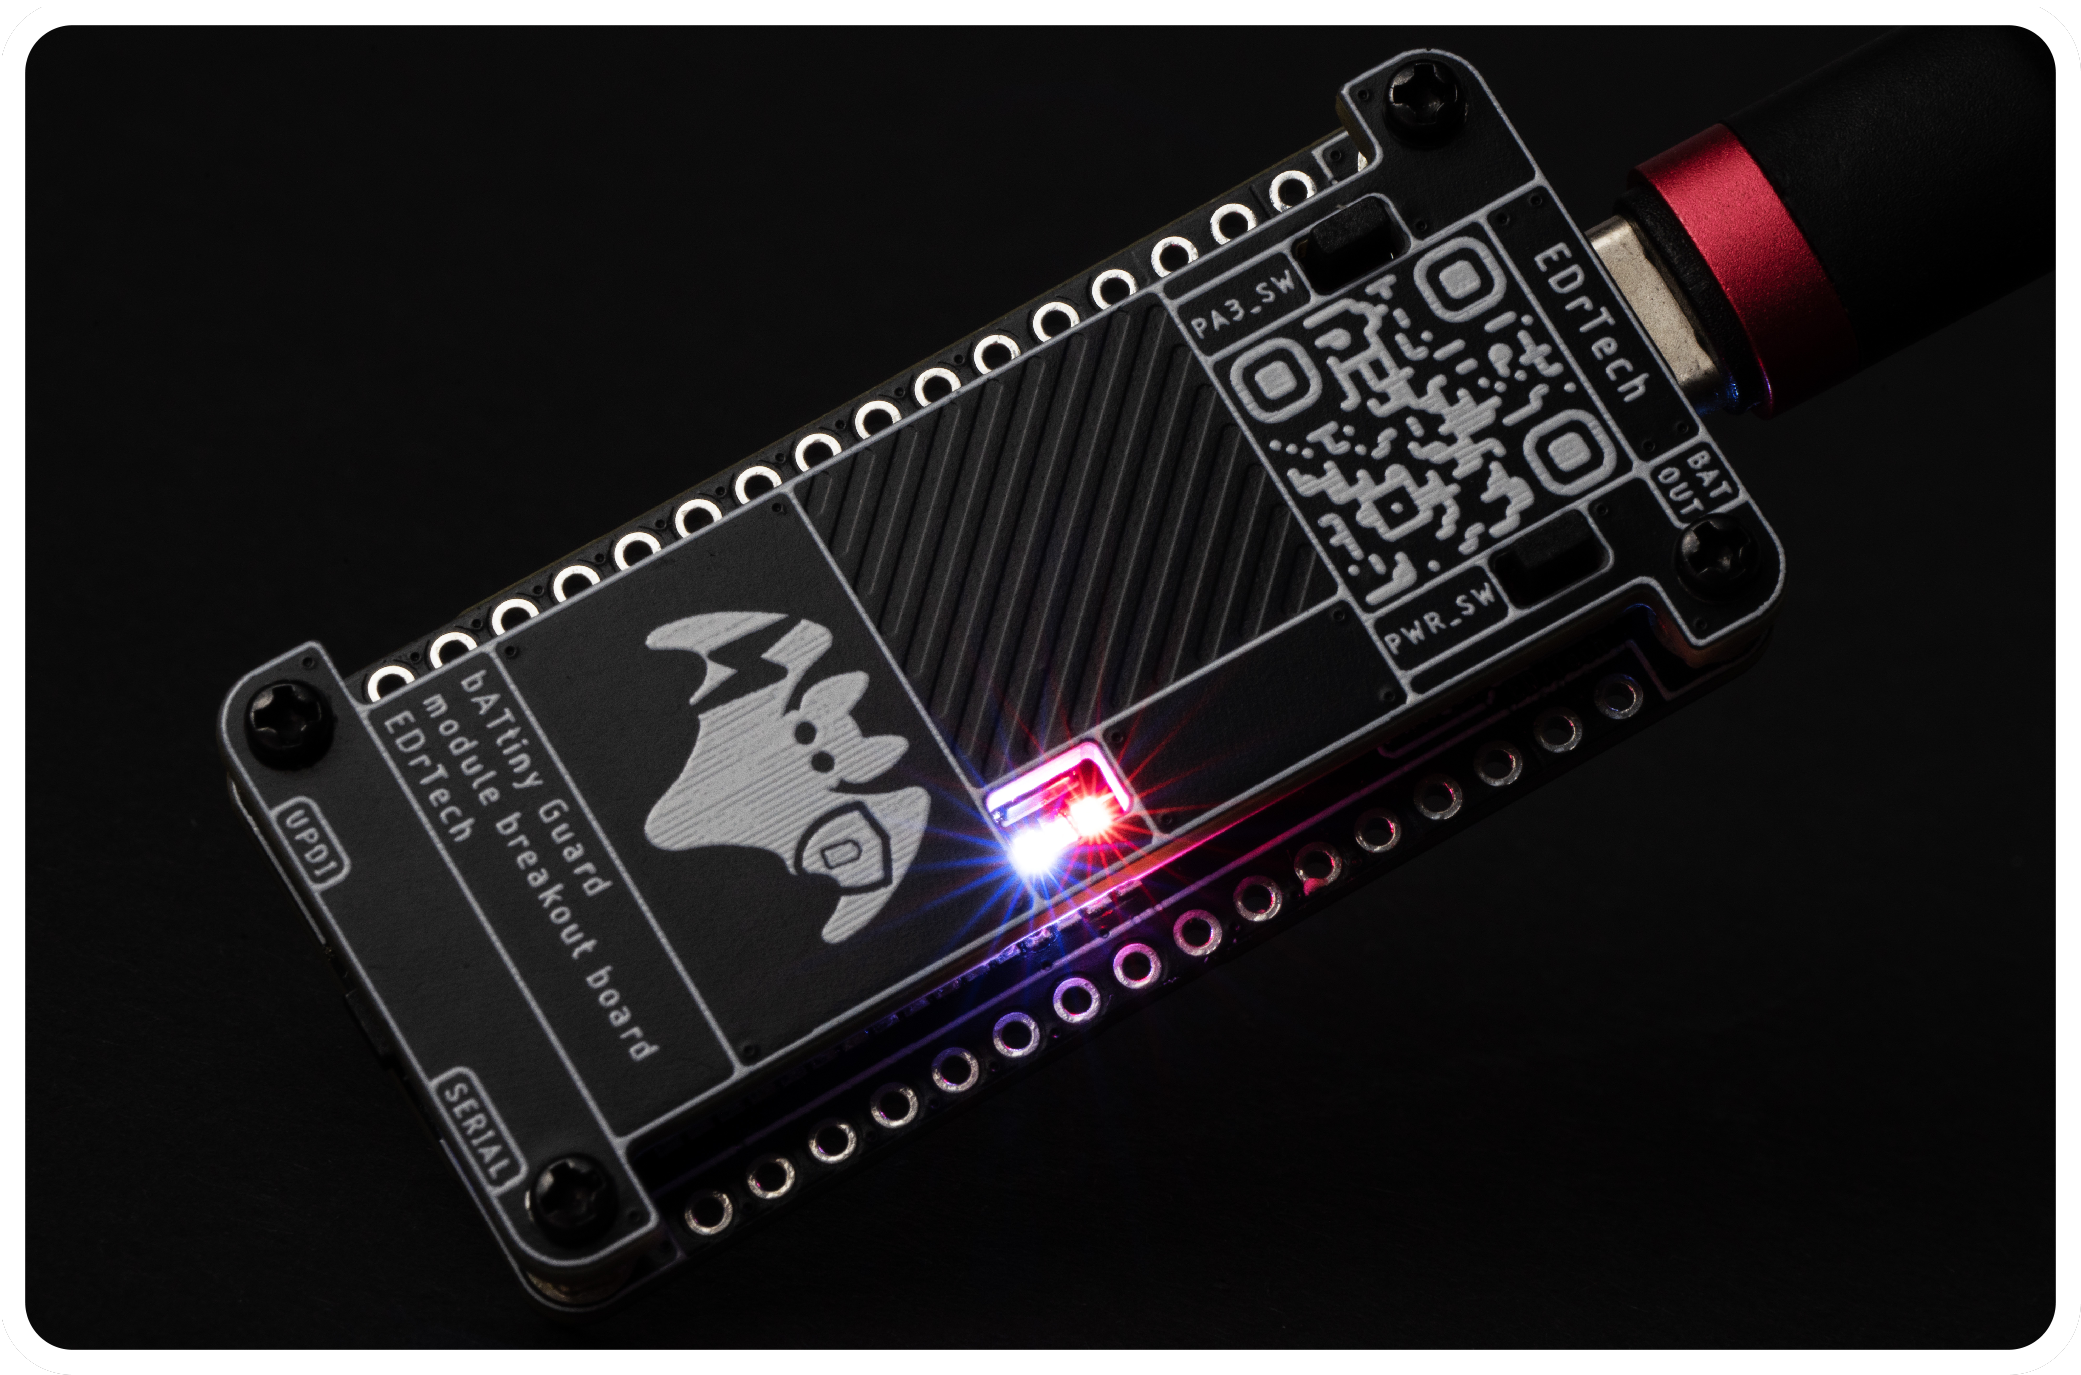 EDrTech
BAT
OUT
PA3_SW
PWR_SW
bATtiny Guard
module breakout board
EDrTech
UPDI
SERIAL